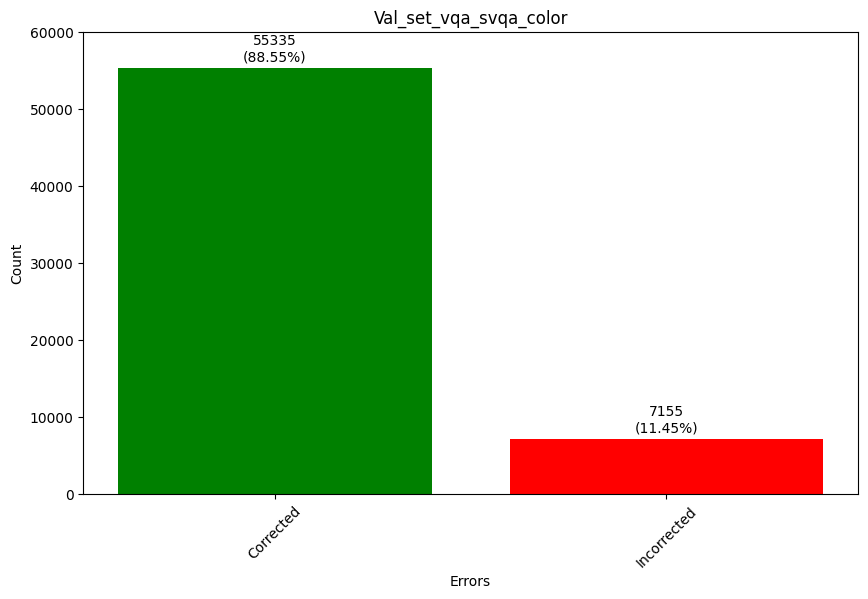 Val_set_vqa_svqa_color
60000
50000
40000
30000
20000
10000
0
Count
55335
(88.55%)
7155
(11.45%)
Corrected
Incorrected
Errors